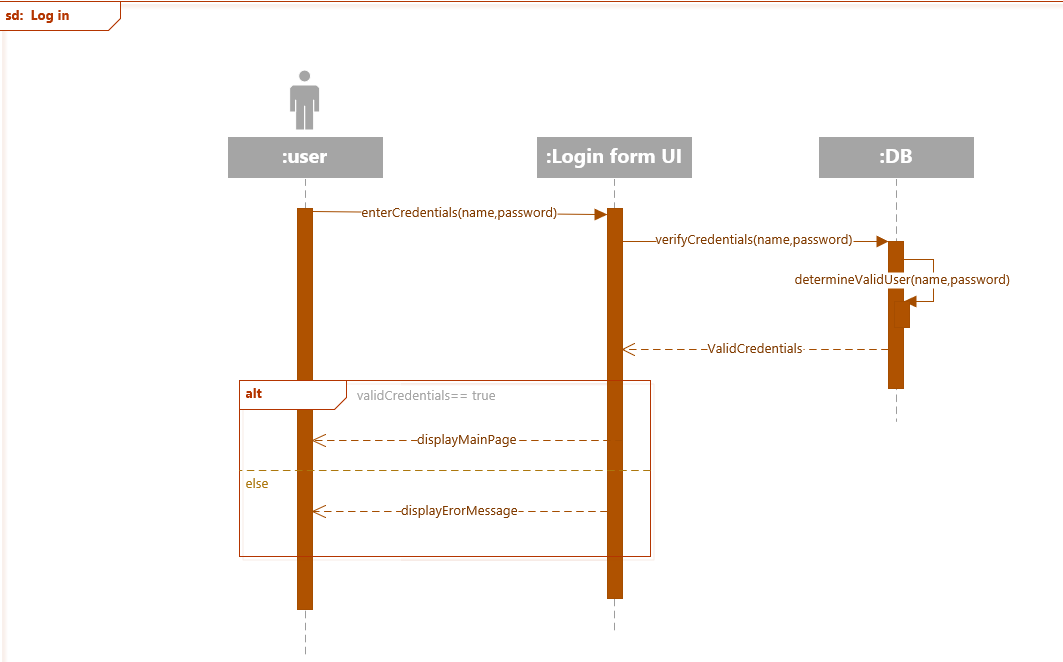 sd: Log in
:user
:Login form UI
:DB
enterCredentials(name,password)
verifyCredentials(name,password)
determineValidUser(name,password)
ValidCredentials
alt
validCredentials== true
displayMainPage
else
displayErorMessage